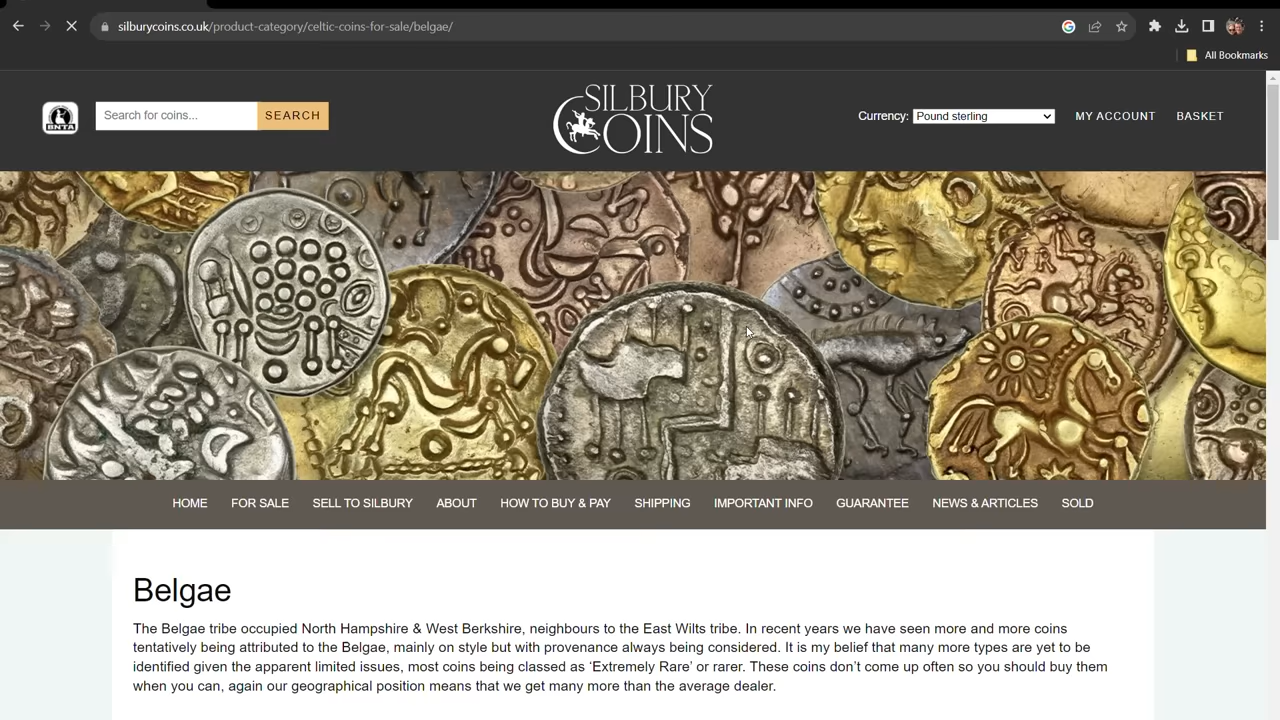 silburycoins.co.uk/product-category/celtic-coins-for-sale/belgae/
All Bookmarks
BNTA
Search for coins...
SEARCH
SILBURY
COINS
Currency:
Pound sterling
MY ACCOUNT
BASKET
HOME
FOR SALE
SELL TO SILBURY
ABOUT
HOW TO BUY & PAY
SHIPPING
IMPORTANT INFO
GUARANTEE
NEWS & ARTICLES
SOLD
Belgae
The Belgae tribe occupied North Hampshire & West Berkshire, neighbours to the East Wilts tribe. In recent years we have seen more and more coins
tentatively being attributed to the Belgae, mainly on style but with provenance always being considered. It is my belief that many more types are yet to be
identified given the apparent limited issues, most coins being classed as ‘Extremely Rare’ or rarer. These coins don’t come up often so you should buy them
when you can, again our geographical position means that we get many more than the average dealer.